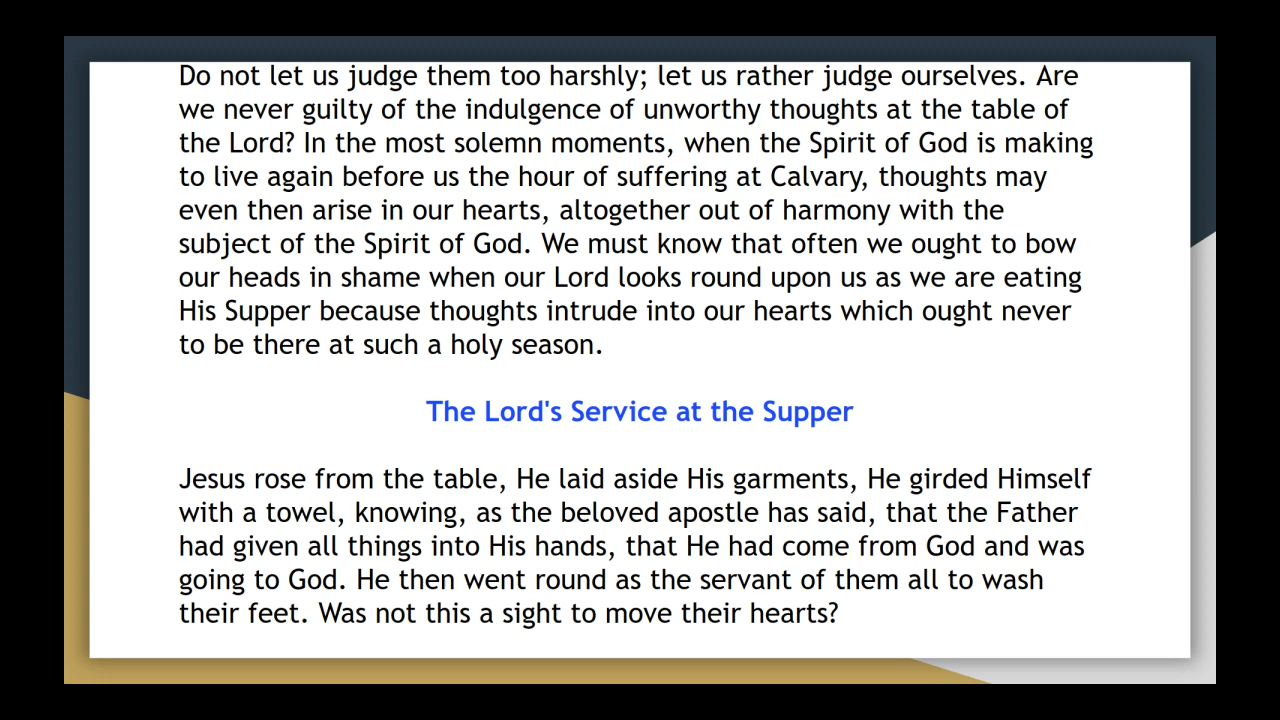 Do not let us judge them too harshly; let us rather judge ourselves. Are
we never guilty of the indulgence of unworthy thoughts at the table of
the Lord? In the most solemn moments, when the Spirit of God is making
to live again before us the hour of suffering at Calvary, thoughts may
even then arise in our hearts, altogether out of harmony with the
subject of the Spirit of God. We must know that often we ought to bow
our heads in shame when our Lord looks round upon us as we are eating
His Supper because thoughts intrude into our hearts which ought never
to be there at such a holy season.
The Lord's Service at the Supper
Jesus rose from the table, He laid aside His garments, He girded Himself
with a towel, knowing, as the beloved apostle has said, that the Father
had given all things into His hands, that He had come from God and was
going to God. He then went round as the servant of them all to wash
their feet. Was not this a sight to move their hearts?